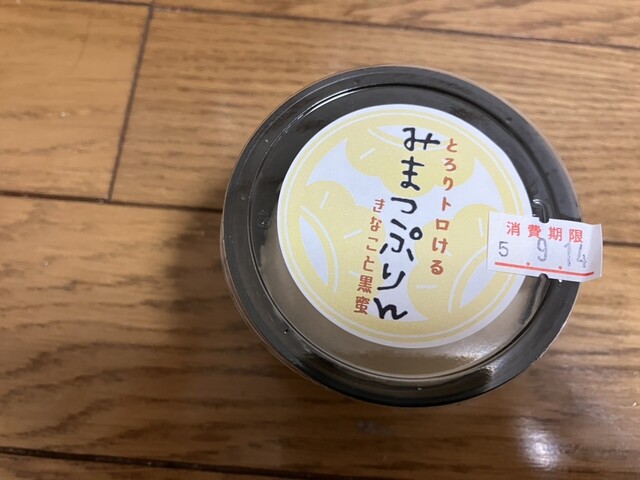 とろりトロける
みまつぷりん
きなこと黒蜜
消費期限
5. 9. 14